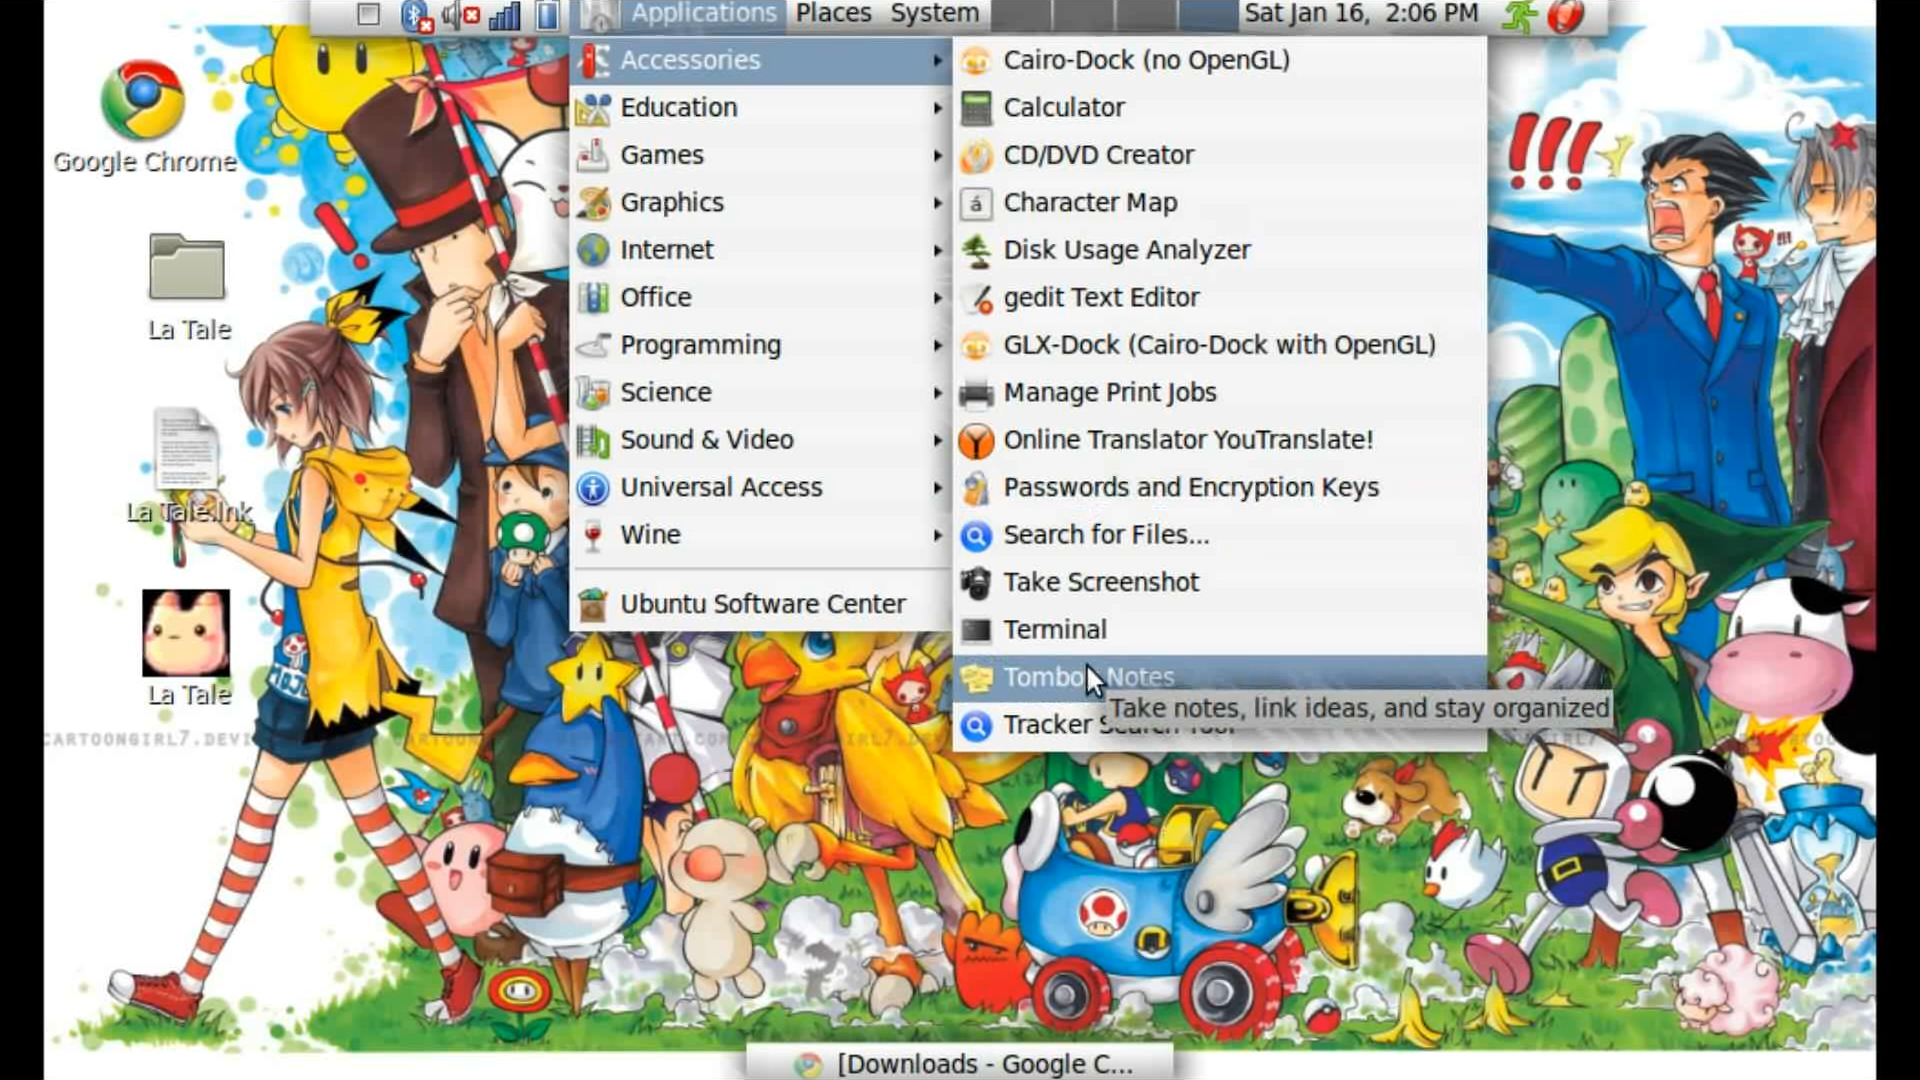 Applications Places System
Sat Jan 16, 2:06 PM
Google Chrome
La Tale
La Tale.lnk
La Tale
Accessories
Education
Games
Graphics
Internet
Office
Programming
Science
Sound & Video
Universal Access
Wine
Ubuntu Software Center
Cairo-Dock (no OpenGL)
Calculator
CD/DVD Creator
á Character Map
Disk Usage Analyzer
gedit Text Editor
GLX-Dock (Cairo-Dock with OpenGL)
Manage Print Jobs
Online Translator YouTranslate!
Passwords and Encryption Keys
Search for Files...
Take Screenshot
Terminal
Notes
Take notes, link ideas, and stay organized
Tracker
!!!
CARTOONGIRL7.DEVI
[Downloads - Google C...